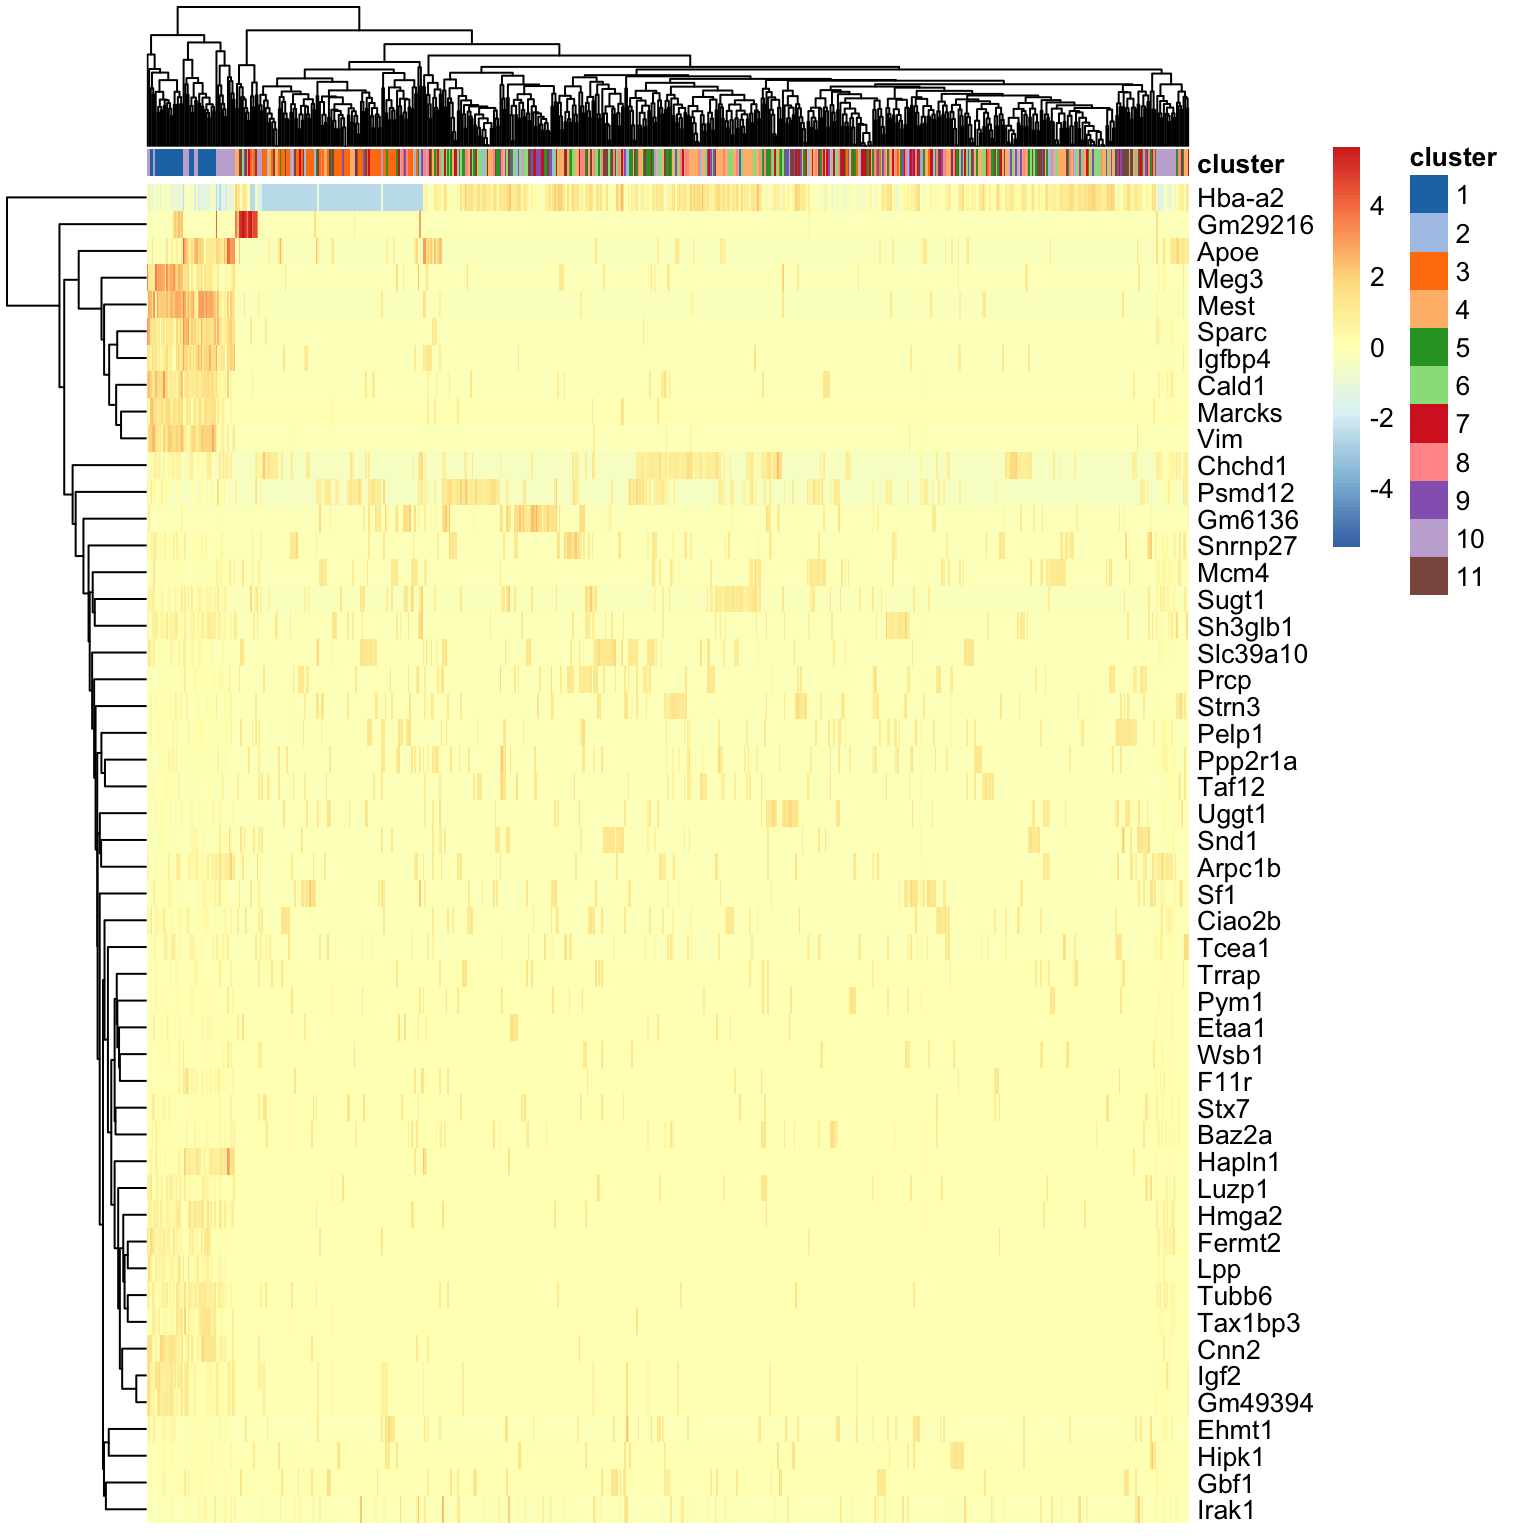 cluster
Hba-a2
Gm29216
Apoe
Meg3
Mest
Sparc
Igfbp4
Cald1
Marcks
Vim
Chchd1
Psmd12
Gm6136
Snrnp27
Mcm4
Sugt1
Sh3glb1
Slc39a10
Prcp
Strn3
Pelp1
Ppp2r1a
Taf12
Uggt1
Snd1
Arpc1b
Sf1
Ciao2b
Tcea1
Trrap
Pym1
Etaa1
Wsb1
F11r
Stx7
Baz2a
Hapln1
Luzp1
Hmga2
Fermt2
Lpp
Tubb6
Tax1bp3
Cnn2
Igf2
Gm49394
Ehmt1
Hipk1
Gbf1
Irak1
4
2
0
-2
-4
cluster
1
2
3
4
5
6
7
8
9
10
11